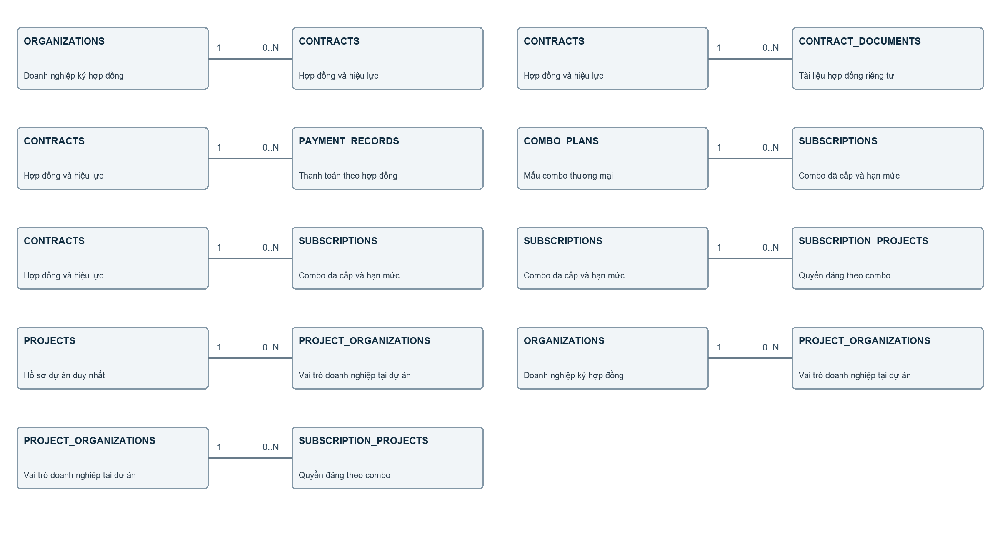 ORGANIZATIONS
Doanh nghiệp ký hợp đồng
1
0..N
CONTRACTS
Hợp đồng và hiệu lực
CONTRACTS
Hợp đồng và hiệu lực
1
0..N
CONTRACT_DOCUMENTS
Tài liệu hợp đồng riêng tư
CONTRACTS
Hợp đồng và hiệu lực
1
0..N
PAYMENT_RECORDS
Thanh toán theo hợp đồng
COMBO_PLANS
Mẫu combo thương mại
1
0..N
SUBSCRIPTIONS
Combo đã cấp và hạn mức
CONTRACTS
Hợp đồng và hiệu lực
1
0..N
SUBSCRIPTIONS
Combo đã cấp và hạn mức
SUBSCRIPTIONS
Combo đã cấp và hạn mức
1
0..N
SUBSCRIPTION_PROJECTS
Quyền đăng theo combo
PROJECTS
Hồ sơ dự án duy nhất
1
0..N
PROJECT_ORGANIZATIONS
Vai trò doanh nghiệp tại dự án
ORGANIZATIONS
Doanh nghiệp ký hợp đồng
1
0..N
PROJECT_ORGANIZATIONS
Vai trò doanh nghiệp tại dự án
PROJECT_ORGANIZATIONS
Vai trò doanh nghiệp tại dự án
1
0..N
SUBSCRIPTION_PROJECTS
Quyền đăng theo combo